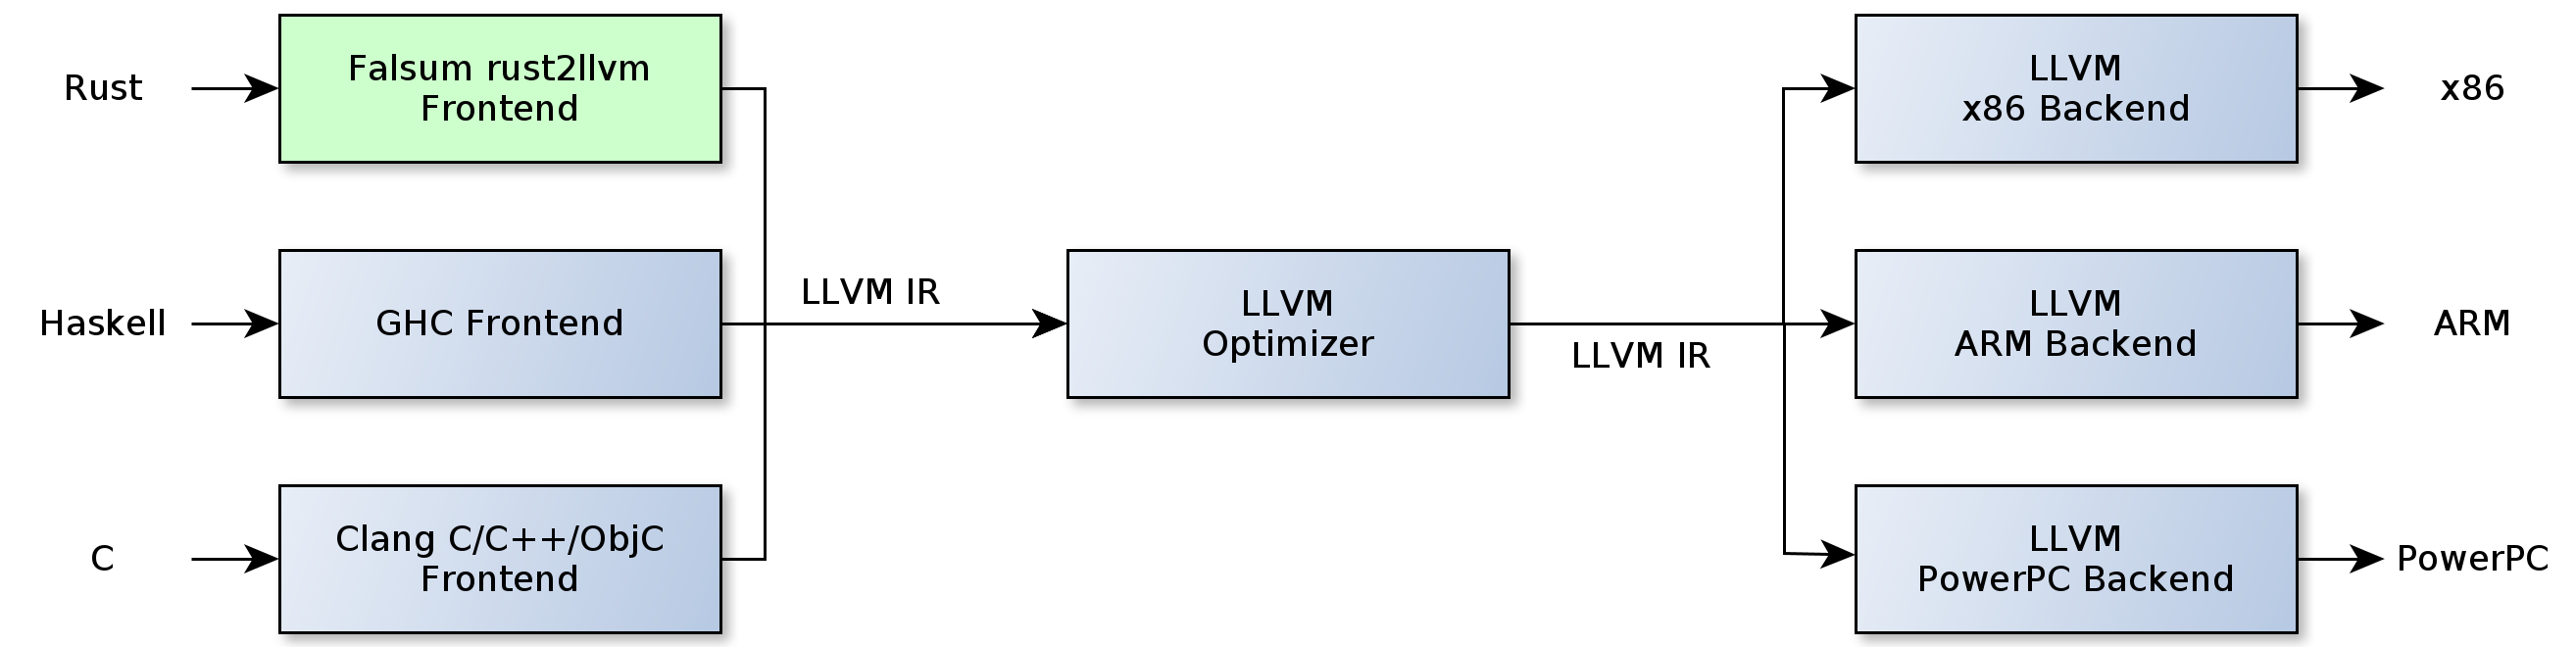 Rust
Falsum rust2llvm
Frontend
LLVM
x86 Backend
x86
Haskell
GHC Frontend
LLVM IR
LLVM
Optimizer
LLVM IR
LLVM
ARM Backend
ARM
C
Clang C/C++/ObjC
Frontend
LLVM
PowerPC Backend
PowerPC